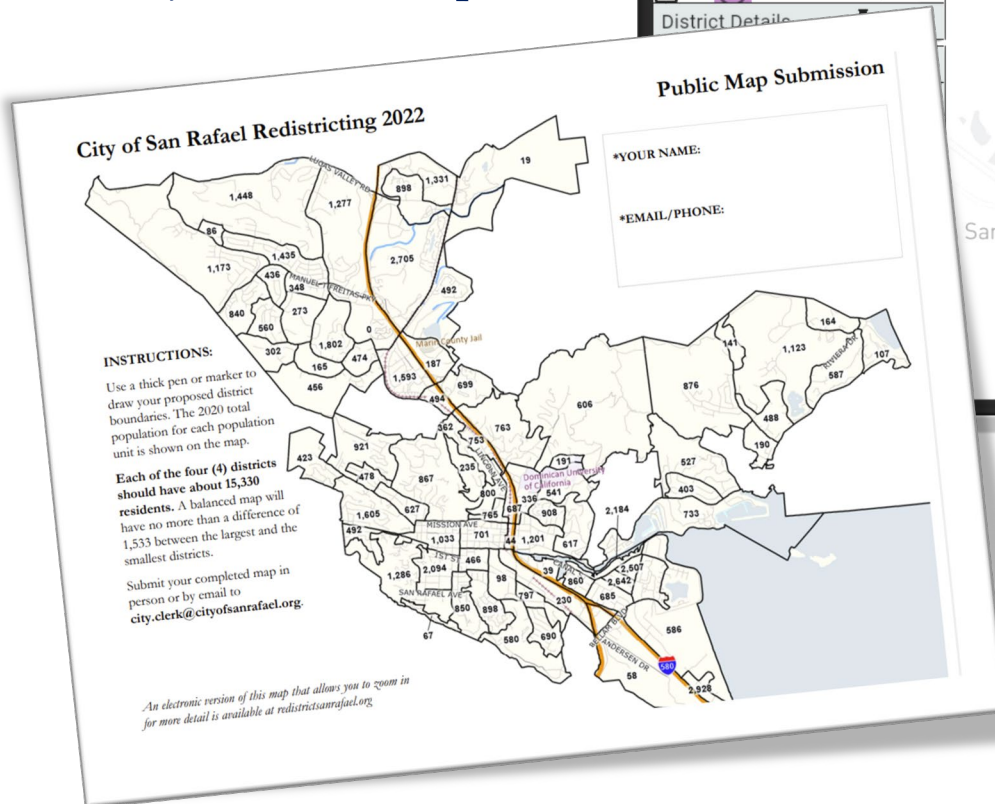 District Details
Public Map Submission
City of San Rafael Redistricting 2022
*YOUR NAME:
*EMAIL/PHONE:
San
LUCAS VALLEY RD
19
1,331
898
1,448
1,277
86
2,705
1,435
1,173
436
348
MANUEL T FREITAS PKY
492
840
273
560
0
1,802
Marin County Jail
302
474
187
165
1,593
456
699
494
164
141
1,123
RIVIERA DR
107
587
876
606
488
190
362
763
753
LINCOLN AVE
921
423
235
478
867
191
Dominican University
of California
527
800
336
541
403
1,605
627
765
687
908
2,184
733
492
MISSION AVE
1,033
701
44
1,201
617
1ST ST
466
1,286
2,094
98
39
CANAL
860
2,507
2,642
SAN RAFAEL AVE
797
230
685
850
898
67
580
690
BELLAM BLVD
586
ANDERSEN DR
580
58
2,928
INSTRUCTIONS:
Use a thick pen or marker to
draw your proposed district
boundaries. The 2020 total
population for each population
unit is shown on the map.
Each of the four (4) districts
should have about 15,330
residents. A balanced map will
have no more than a difference of
1,533 between the largest and the
smallest districts.
Submit your completed map in
person or by email to
city.clerk@cityofsanrafael.org.
An electronic version of this map that allows you to zoom in
for more detail is available at redistrictsanrafael.org